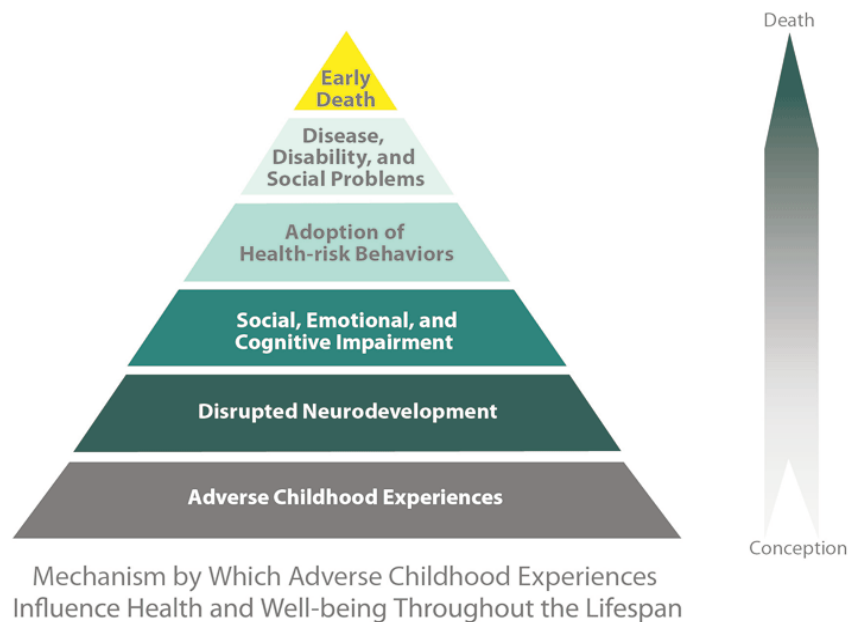 Death
Early
Death
Disease,
Disability, and
Social Problems
Adoption of
Health-risk Behaviors
Social, Emotional, and
Cognitive Impairment
Disrupted Neurodevelopment
Adverse Childhood Experiences
Conception
Mechanism by Which Adverse Childhood Experiences
Influence Health and Well-being Throughout the Lifespan